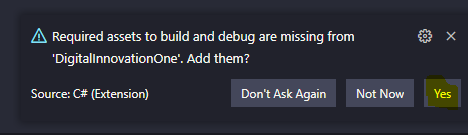 Required assets to build and debug are missing from
'DigitalInnovationOne'. Add them?
Source: C# (Extension)
Don't Ask Again
Not Now
Yes